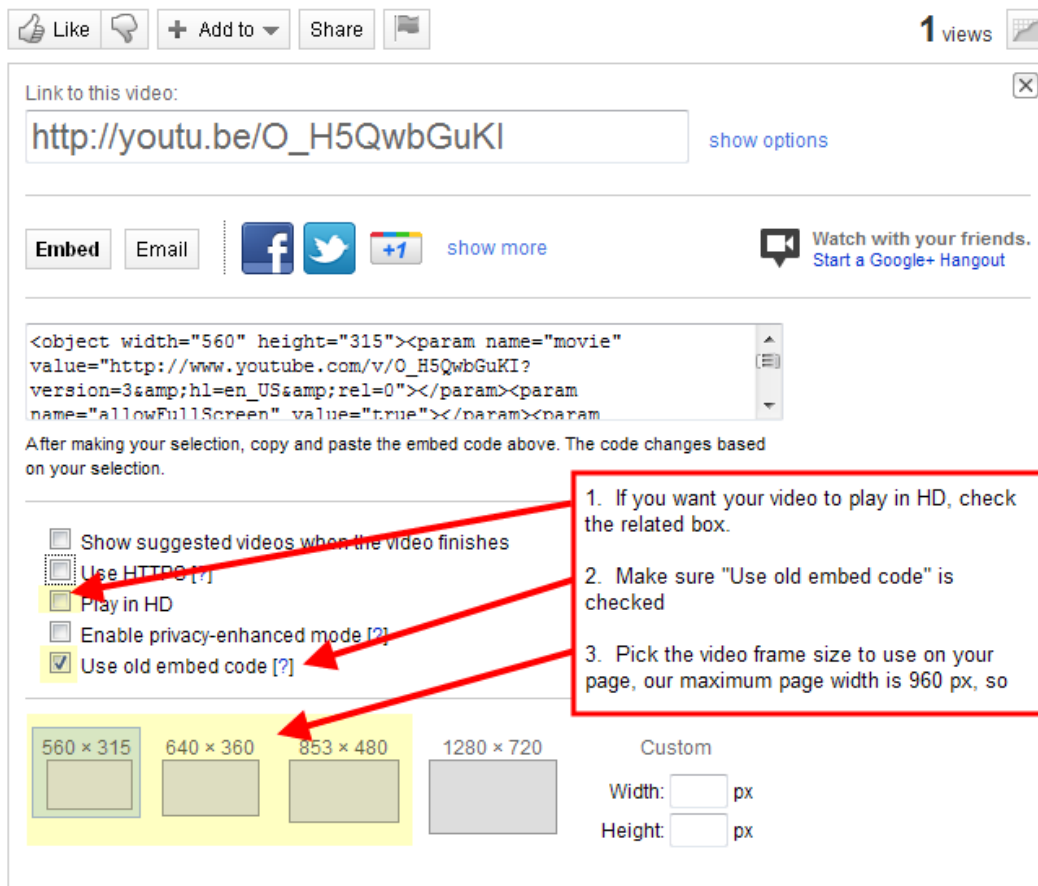 Like
Add to
Share
1 views
Link to this video:
http://youtu.be/O_H5QwbGuKI
show options
Embed
Email
f
+1
show more
Watch with your friends.
Start a Google+ Hangout
<object width="560" height="315"><param name="movie"
value="http://www.youtube.com/v/O_H5QwbGuKI?
version=3&amp;hl=en_US&amp;rel=0"></param><param
name="allowFullScreen" value="true"></param><param
After making your selection, copy and paste the embed code above. The code changes based
on your selection.
Show suggested videos when the video finishes
Use HTTPS [?]
Play in HD
Enable privacy-enhanced mode [?]
Use old embed code [?]
1. If you want your video to play in HD, check
the related box.
2. Make sure "Use old embed code" is
checked
3. Pick the video frame size to use on your
page, our maximum page width is 960 px, so
560 × 315
640 × 360
853 × 480
1280 × 720
Custom
Width: px
Height: px